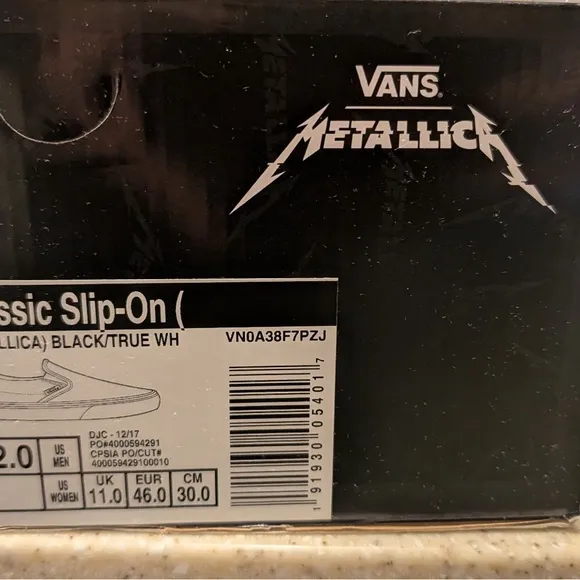 VANS
METALLICA
ssic Slip-On (
LLICA) BLACK/TRUE WH
VN0A38F7PZJ
DJC - 12/17
PO#4000594291
CPSIA PO/CUT#
400059429100010
2.0 US MEN
US WOMEN
UK 11.0
EUR 46.0
CM 30.0
1 91930 05401 7